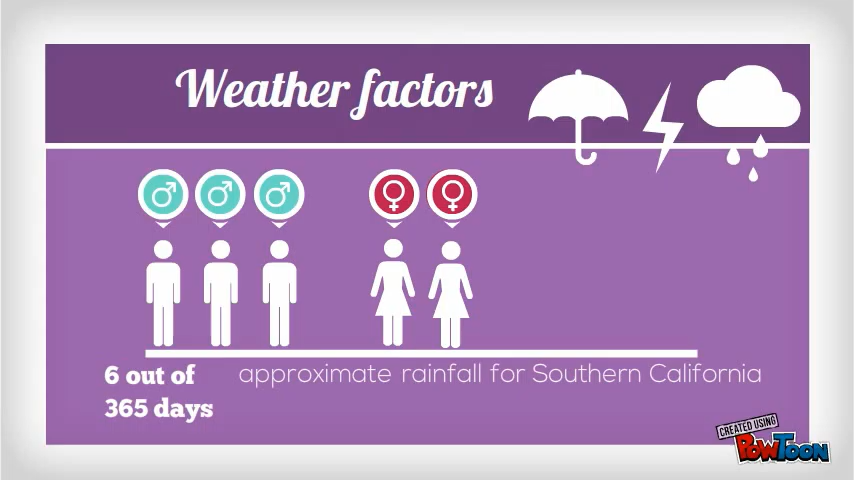 Weather factors
6 out of
365 days
approximate rainfall for Southern California
CREATED USING
POWTOON